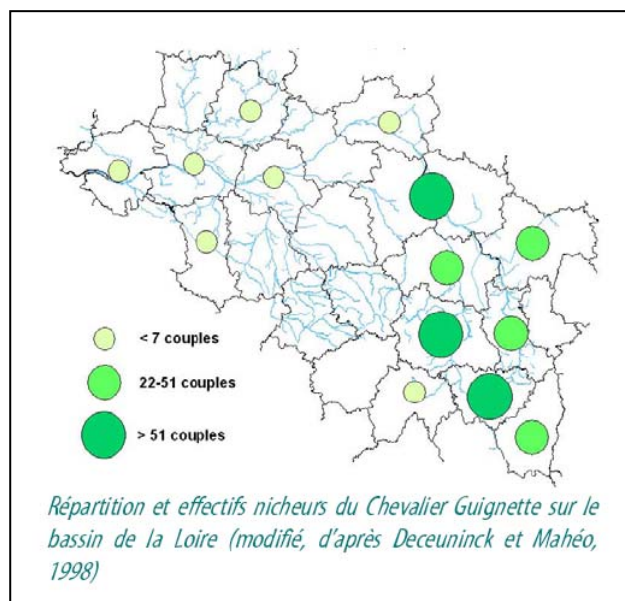 < 7 couples
22-51 couples
> 51 couples
Répartition et effectifs nicheurs du Chevalier Guignette sur le
bassin de la Loire (modifié, d'après Deceuninck et Mahéo,
1998)